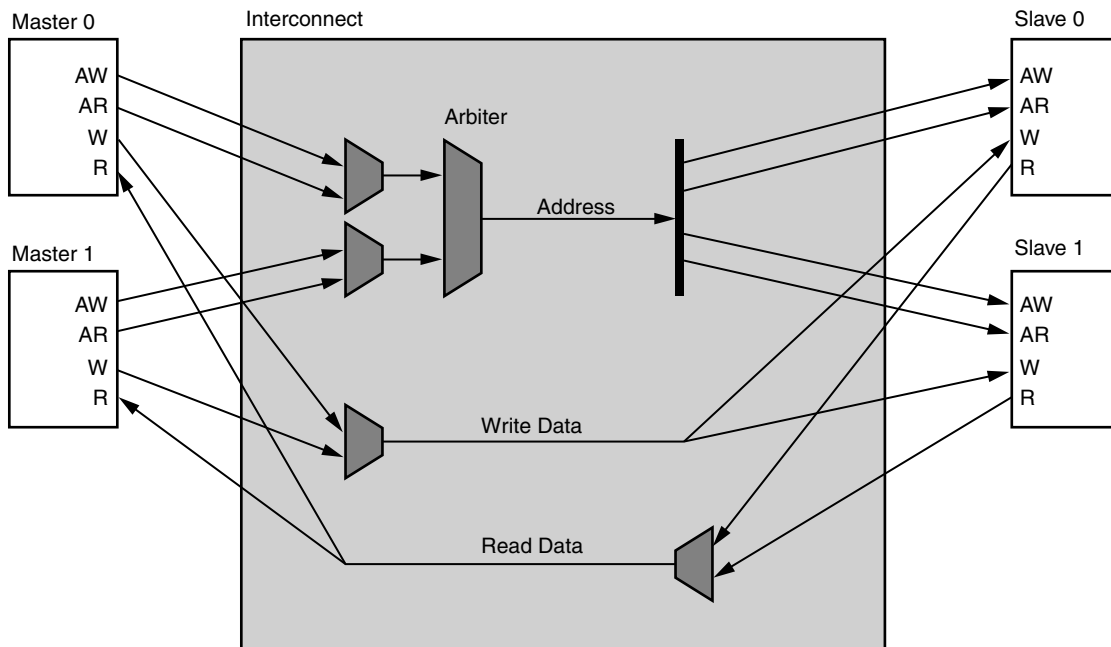 Master 0
Interconnect
Slave 0
AW
AR
W
R
Arbiter
AW
AR
W
R
Address
Master 1
Slave 1
AW
AR
W
R
AW
AR
W
R
Write Data
Read Data